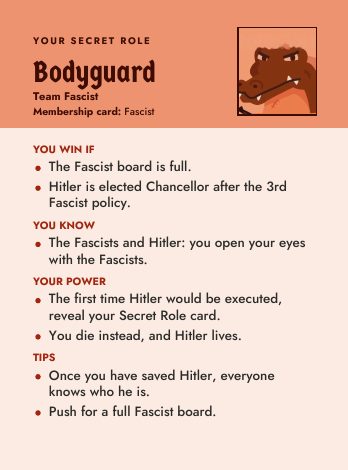 YOUR SECRET ROLE
Bodyguard
Team Fascist
Membership card: Fascist
YOU WIN IF
• The Fascist board is full.
• Hitler is elected Chancellor after the 3rd
Fascist policy.
YOU KNOW
• The Fascists and Hitler: you open your eyes
with the Fascists.
YOUR POWER
• The first time Hitler would be executed,
reveal your Secret Role card.
• You die instead, and Hitler lives.
TIPS
• Once you have saved Hitler, everyone
knows who he is.
• Push for a full Fascist board.